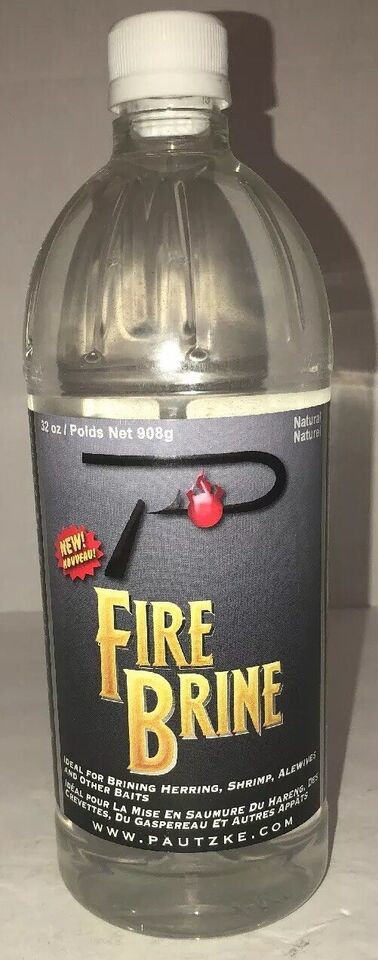 32 oz / Poids Net 908g
Natural
Naturel
NEW!
NOUVEAU!
FIRE
BRINE
IDEAL FOR BRINING HERRING, SHRIMP, ALEWIVES
AND OTHER BAITS
IDÉAL POUR LA MISE EN SAUMURE DU HARENG, DES
CREVETTES, DU GASPEREAU ET AUTRES APPÂTS
WWW.PAUTZKE.COM